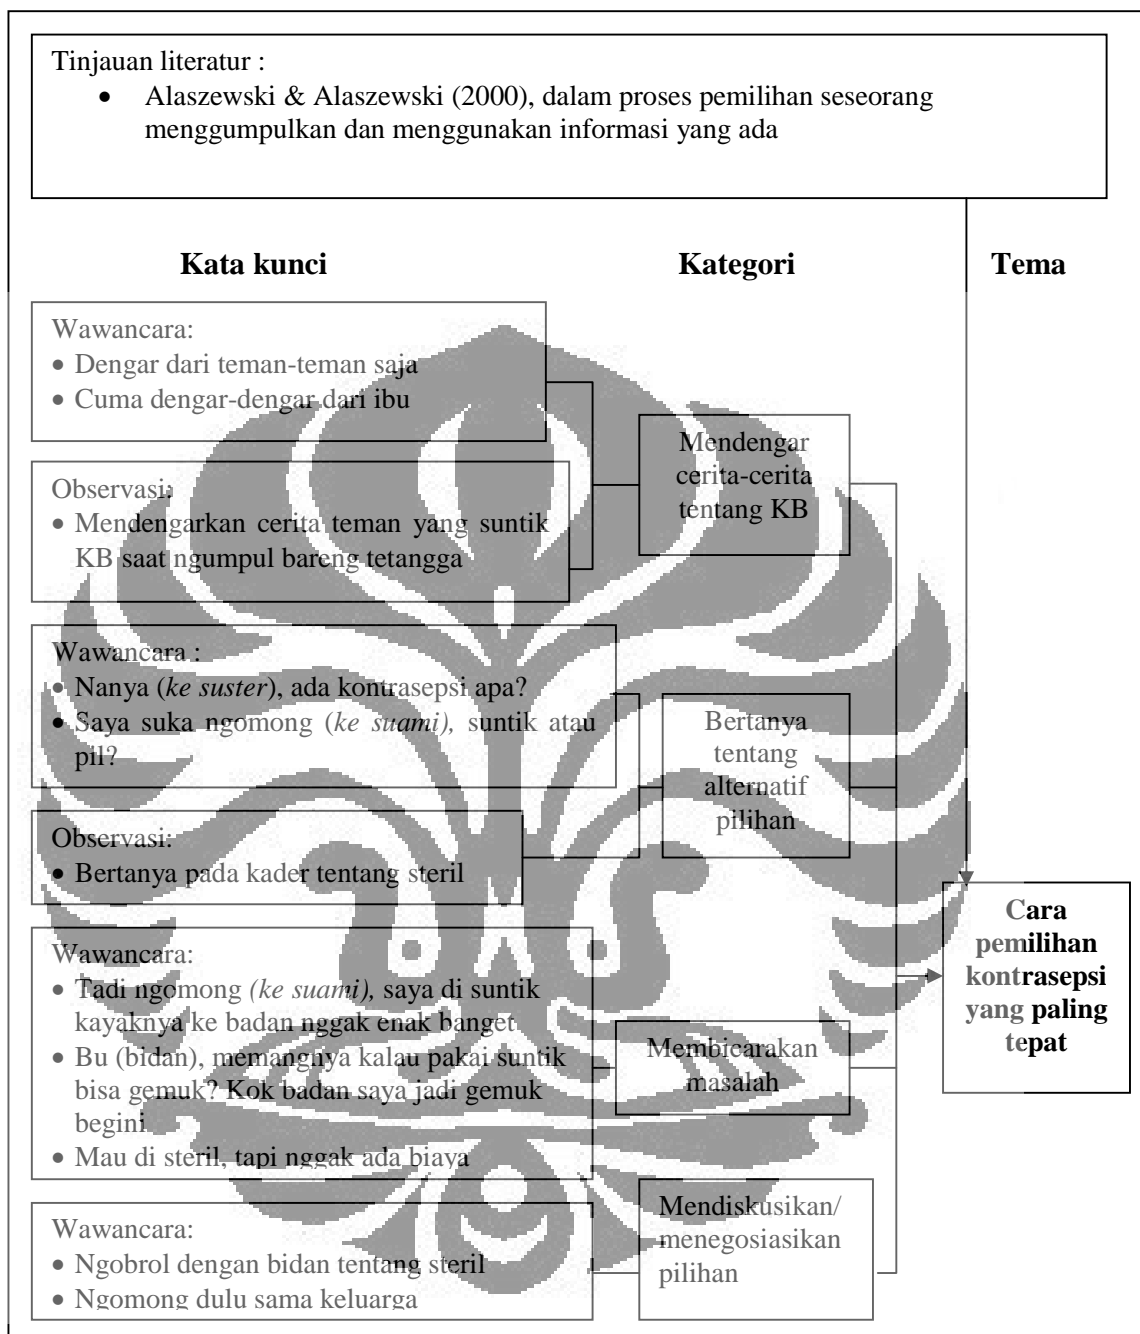 Tinjauan literatur :
• Alaszewski & Alaszewski (2000), dalam proses pemilihan seseorang
menggumpulkan dan menggunakan informasi yang ada
Kata kunci
Kategori
Tema
Wawancara:
• Dengar dari teman-teman saja
• Cuma dengar-dengar dari ibu
Observasi:
• Mendengarkan cerita teman yang suntik
KB saat ngumpul bareng tetangga
Mendengar
cerita-cerita
tentang KB
Wawancara :
• Nanya (ke suster), ada kontrasepsi apa?
• Saya suka ngomong (ke suami), suntik atau
pil?
Observasi:
• Bertanya pada kader tentang steril
Bertanya
tentang
alternatif
pilihan
Wawancara:
• Tadi ngomong (ke suami), saya di suntik
kayaknya ke badan nggak enak banget
• Bu (bidan), memangnya kalau pakai suntik
bisa gemuk? Kok badan saya jadi gemuk
begini
• Mau di steril, tapi nggak ada biaya
Membicarakan
masalah
Wawancara:
• Ngobrol dengan bidan tentang steril
• Ngomong dulu sama keluarga
Mendiskusikan/
menegosiasikan
pilihan
Cara
pemilihan
kontrasepsi
yang paling
tepat